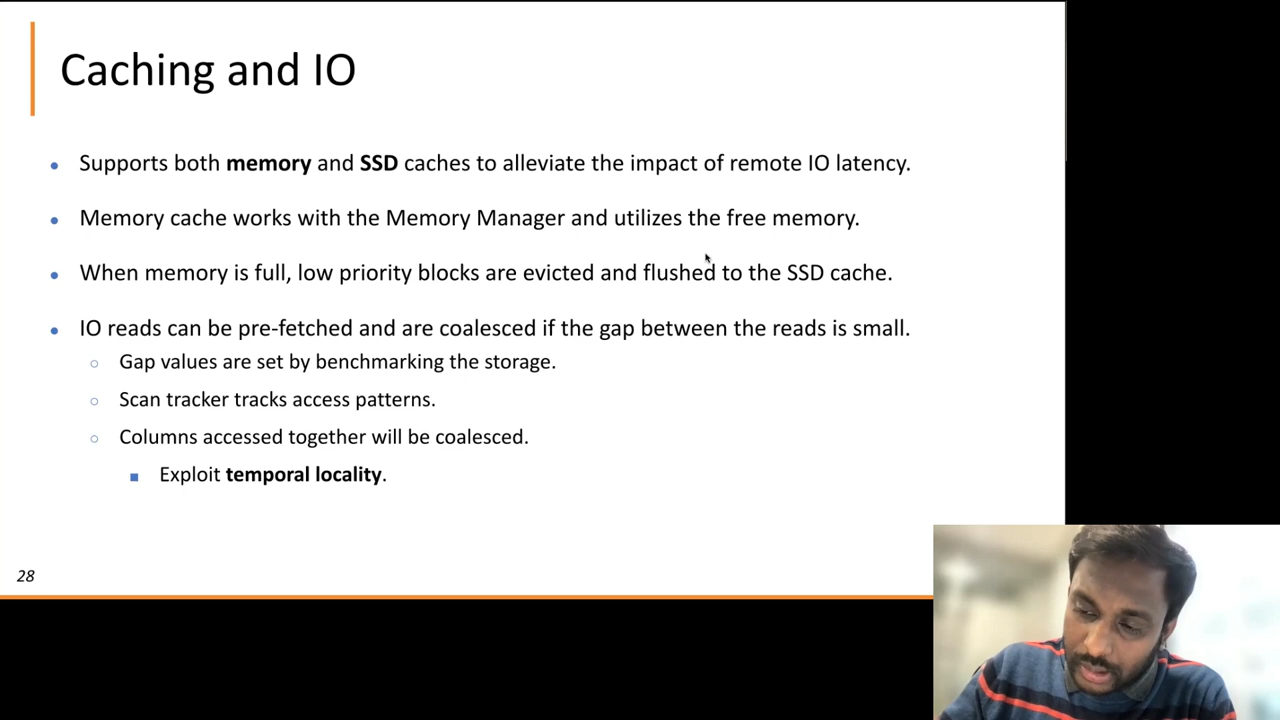 Caching and IO
• Supports both memory and SSD caches to alleviate the impact of remote IO latency.
• Memory cache works with the Memory Manager and utilizes the free memory.
• When memory is full, low priority blocks are evicted and flushed to the SSD cache.
• IO reads can be pre-fetched and are coalesced if the gap between the reads is small.
○ Gap values are set by benchmarking the storage.
○ Scan tracker tracks access patterns.
○ Columns accessed together will be coalesced.
■ Exploit temporal locality.
28